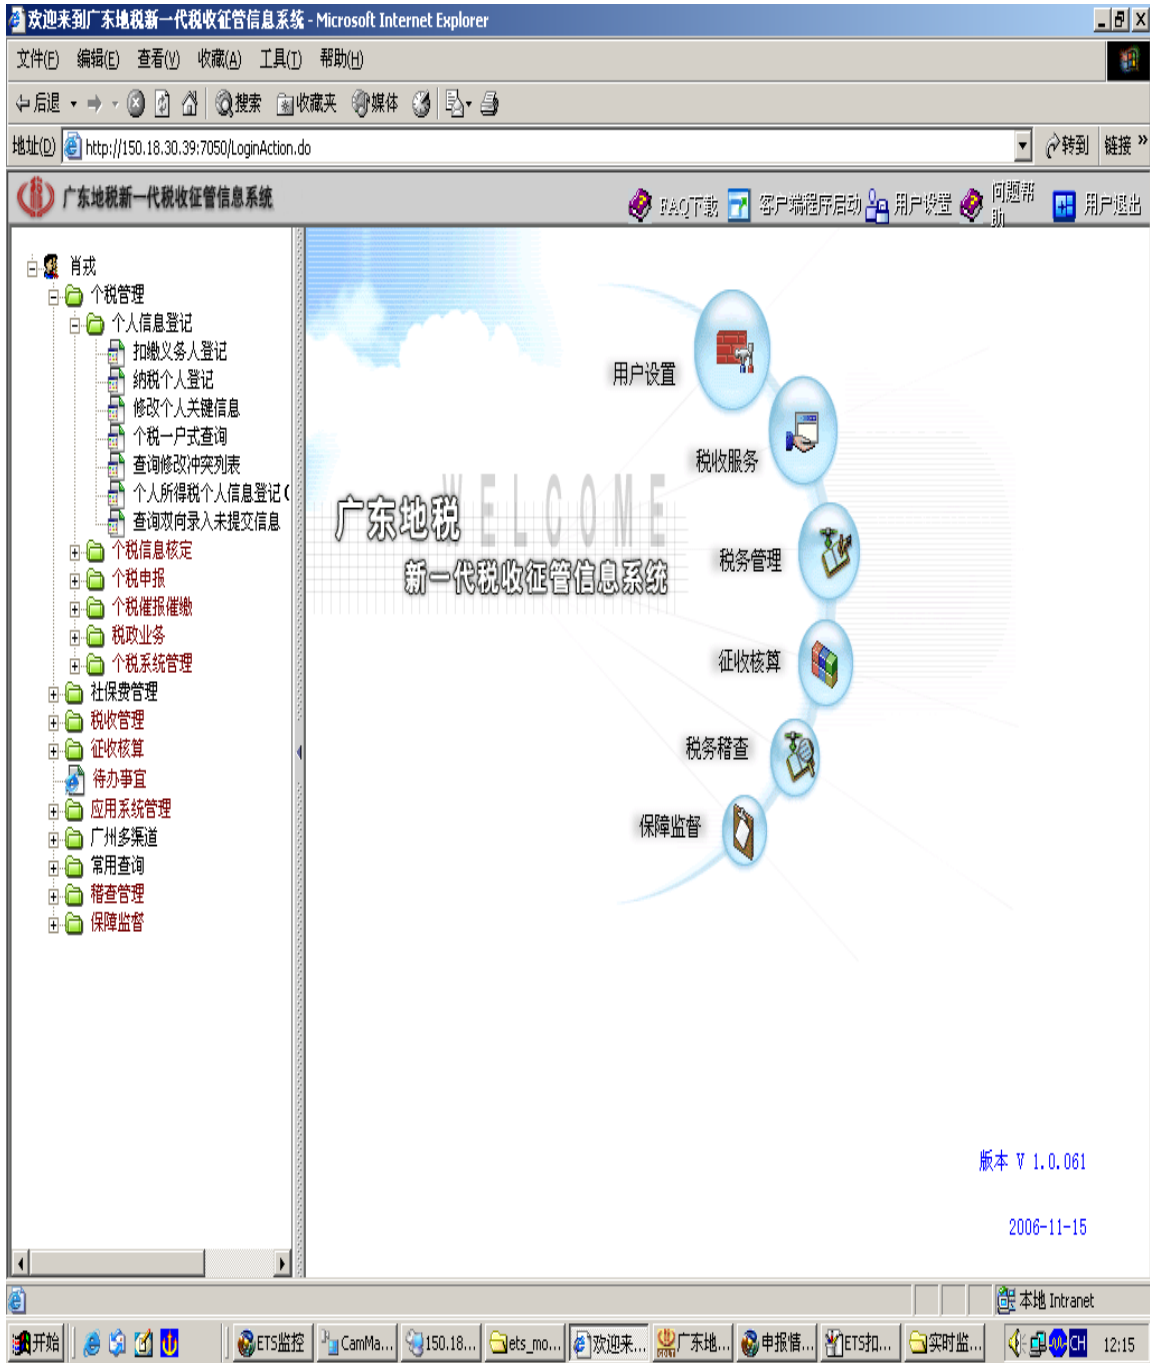 欢迎来到广东地税新一代税收征管信息系统 - Microsoft Internet Explorer
文件(F) 编辑(E) 查看(V) 收藏(A) 工具(T) 帮助(H)
后退 搜索 收藏夹 媒体
地址(D) http://150.18.30.39:7050/LoginAction.do 转到 链接 »
广东地税新一代税收征管信息系统 FAQ下载 客户端程序启动 用户设置 问题帮助 用户退出
肖戎
个税管理
个人信息登记
扣缴义务人登记
纳税个人登记
修改个人关键信息
个税一户式查询
查询修改冲突列表
个人所得税个人信息登记(
查询双向录入未提交信息
个税信息核定
个税申报
个税催报催缴
税政业务
个税系统管理
社保费管理
税收管理
征收核算
待办事宜
应用系统管理
广州多渠道
常用查询
稽查管理
保障监督
WELCOME
广东地税
新一代税收征管信息系统
用户设置
税收服务
税务管理
征收核算
税务稽查
保障监督
版本 V 1.0.061
2006-11-15
本地 Intranet
开始 ETS监控 CamMa... 150.18... ets_mo... 欢迎来... 广东地... 申报情... ETS扣... 实时监... CH 12:15